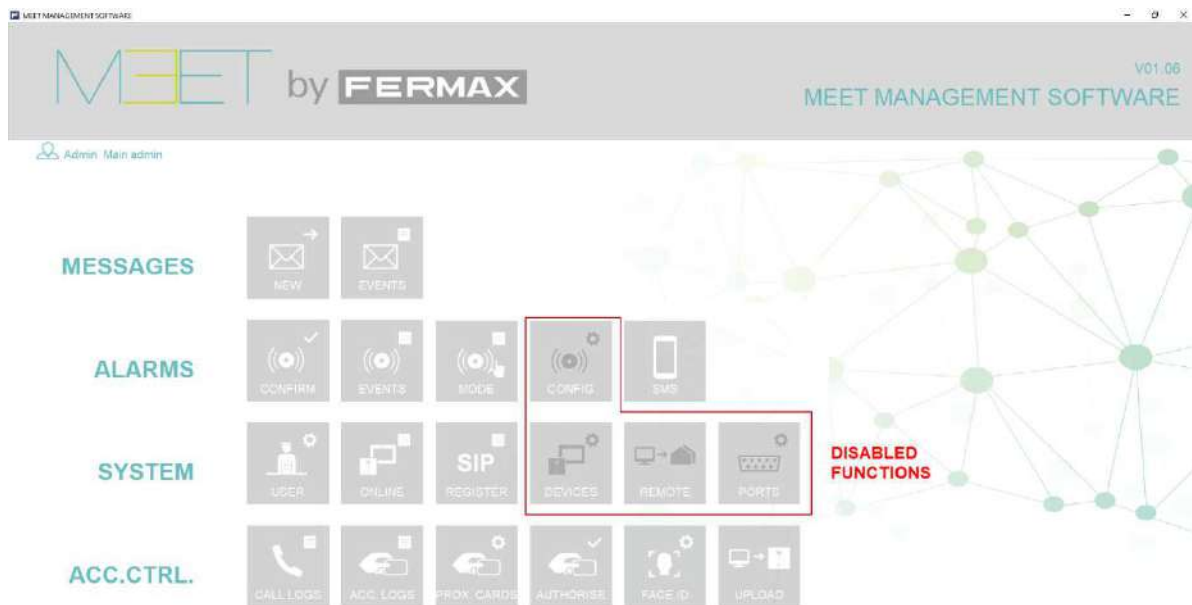 MEET MANAGEMENT SOFTWARE
MEET by FERMAX
V01.06
MEET MANAGEMENT SOFTWARE
Admin Main admin
MESSAGES
NEW
EVENTS
ALARMS
CONFIRM
EVENTS
MODE
CONFIG
SMS
SYSTEM
USER
ONLINE
SIP
REGISTER
DEVICES
REMOTE
PORTS
DISABLED
FUNCTIONS
ACC.CTRL.
CALL LOGS
ACC. LOGS
PROX. CARDS
AUTHORISE
FACE ID
UPLOAD